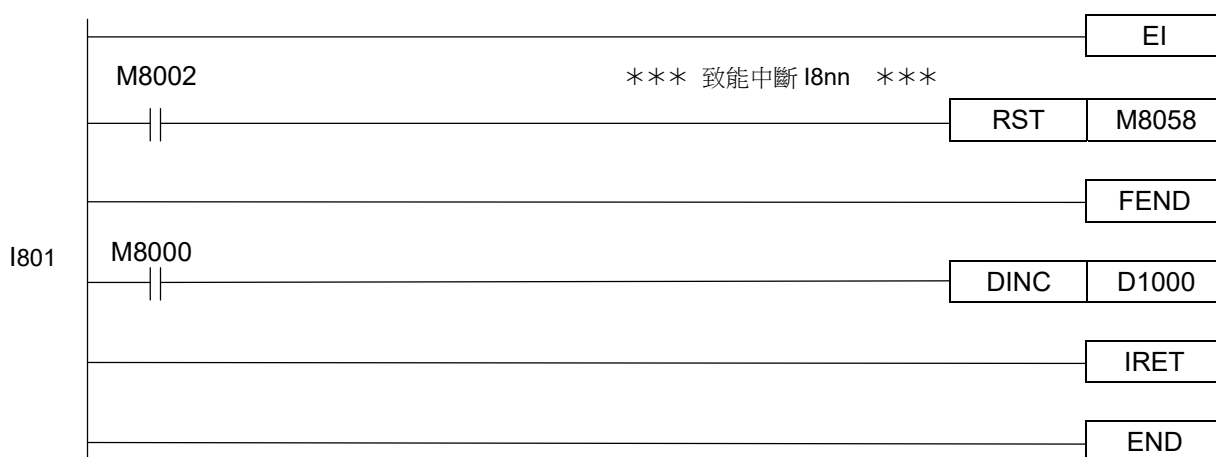 EI
M8002 *** 致能中斷 I8nn ***
RST M8058
FEND
I801 M8000
DINC D1000
IRET
END